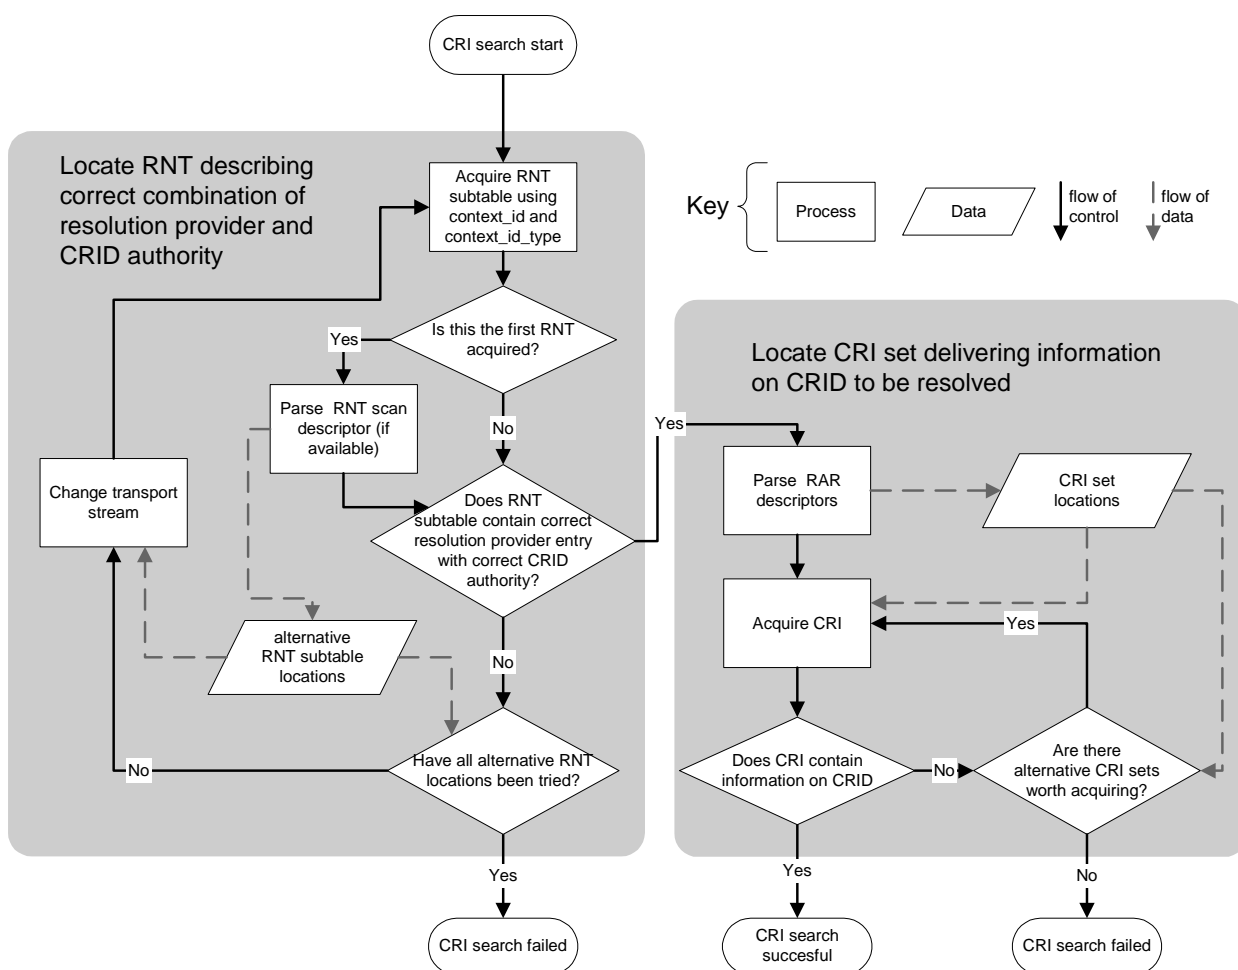 CRI search start
Locate RNT describing
correct combination of
resolution provider and
CRID authority
Acquire RNT
subtable using
context_id and
context_id_type
Key
Process
Data
flow of
control
flow of
data
Is this the first RNT
acquired?
Yes
No
Parse  RNT scan
descriptor (if
available)
Change transport
stream
Does RNT
subtable contain correct
resolution provider entry
with correct CRID
authority?
Yes
No
alternative
RNT subtable
locations
Have all alternative RNT
locations been tried?
No
Yes
CRI search failed
Locate CRI set delivering information
on CRID to be resolved
Parse  RAR
descriptors
CRI set
locations
Acquire CRI
Yes
Does CRI contain
information on CRID
No
Are there
alternative CRI sets
worth acquiring?
Yes
No
CRI search
succesful
CRI search failed